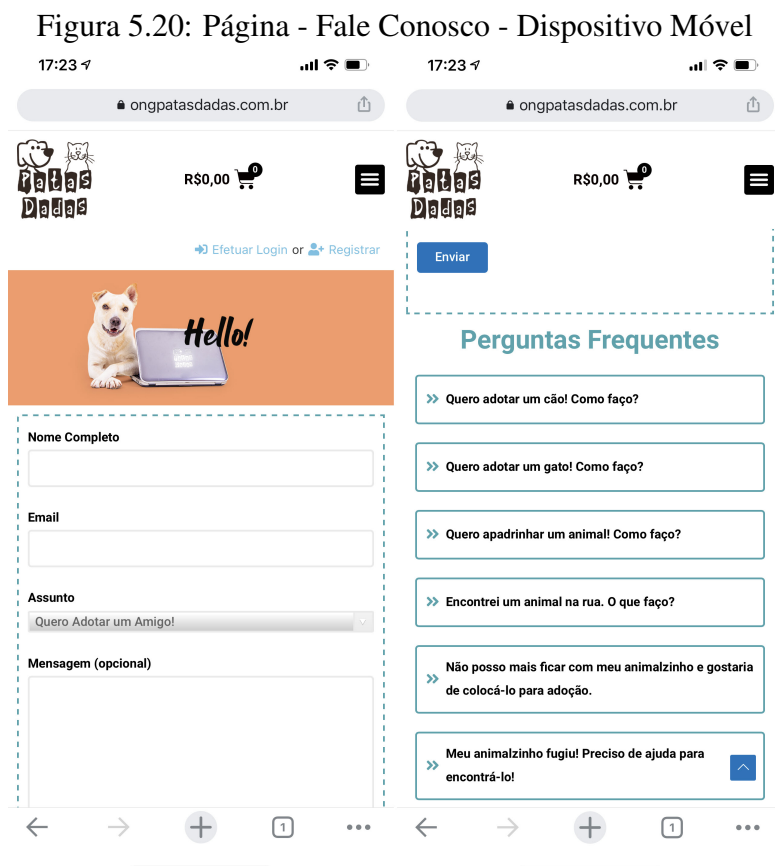 Figura 5.20: Página - Fale Conosco - Dispositivo Móvel
17:23
ongpatasdadas.com.br
Patas
Dadas
R$0,00
0
Efetuar Login or Registrar
Hello!
Nome Completo
Email
Assunto
Quero Adotar um Amigo!
Mensagem (opcional)
1
17:23
ongpatasdadas.com.br
Patas
Dadas
R$0,00
0
Enviar
Perguntas Frequentes
Quero adotar um cão! Como faço?
Quero adotar um gato! Como faço?
Quero apadrinhar um animal! Como faço?
Encontrei um animal na rua. O que faço?
Não posso mais ficar com meu animalzinho e gostaria
de colocá-lo para adoção.
Meu animalzinho fugiu! Preciso de ajuda para
encontrá-lo!
1